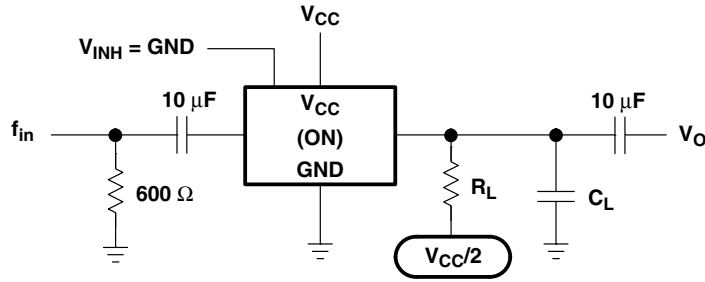 VCC
VINH = GND
10 μF
VCC
10 μF
fin
(ON)
VO
GND
600 Ω
RL
CL
VCC/2